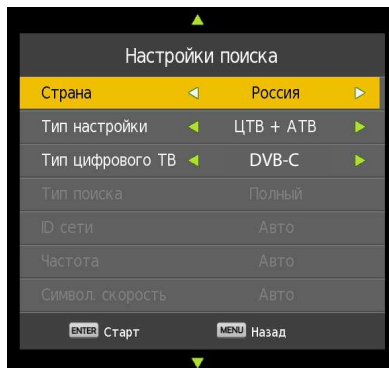 Настройки поиска
Страна Россия
Тип настройки ЦТВ + АТВ
Тип цифрового ТВ DVB-C
Тип поиска Полный
ID сети Авто
Частота Авто
Символ. скорость Авто
ENTER Старт MENU Назад